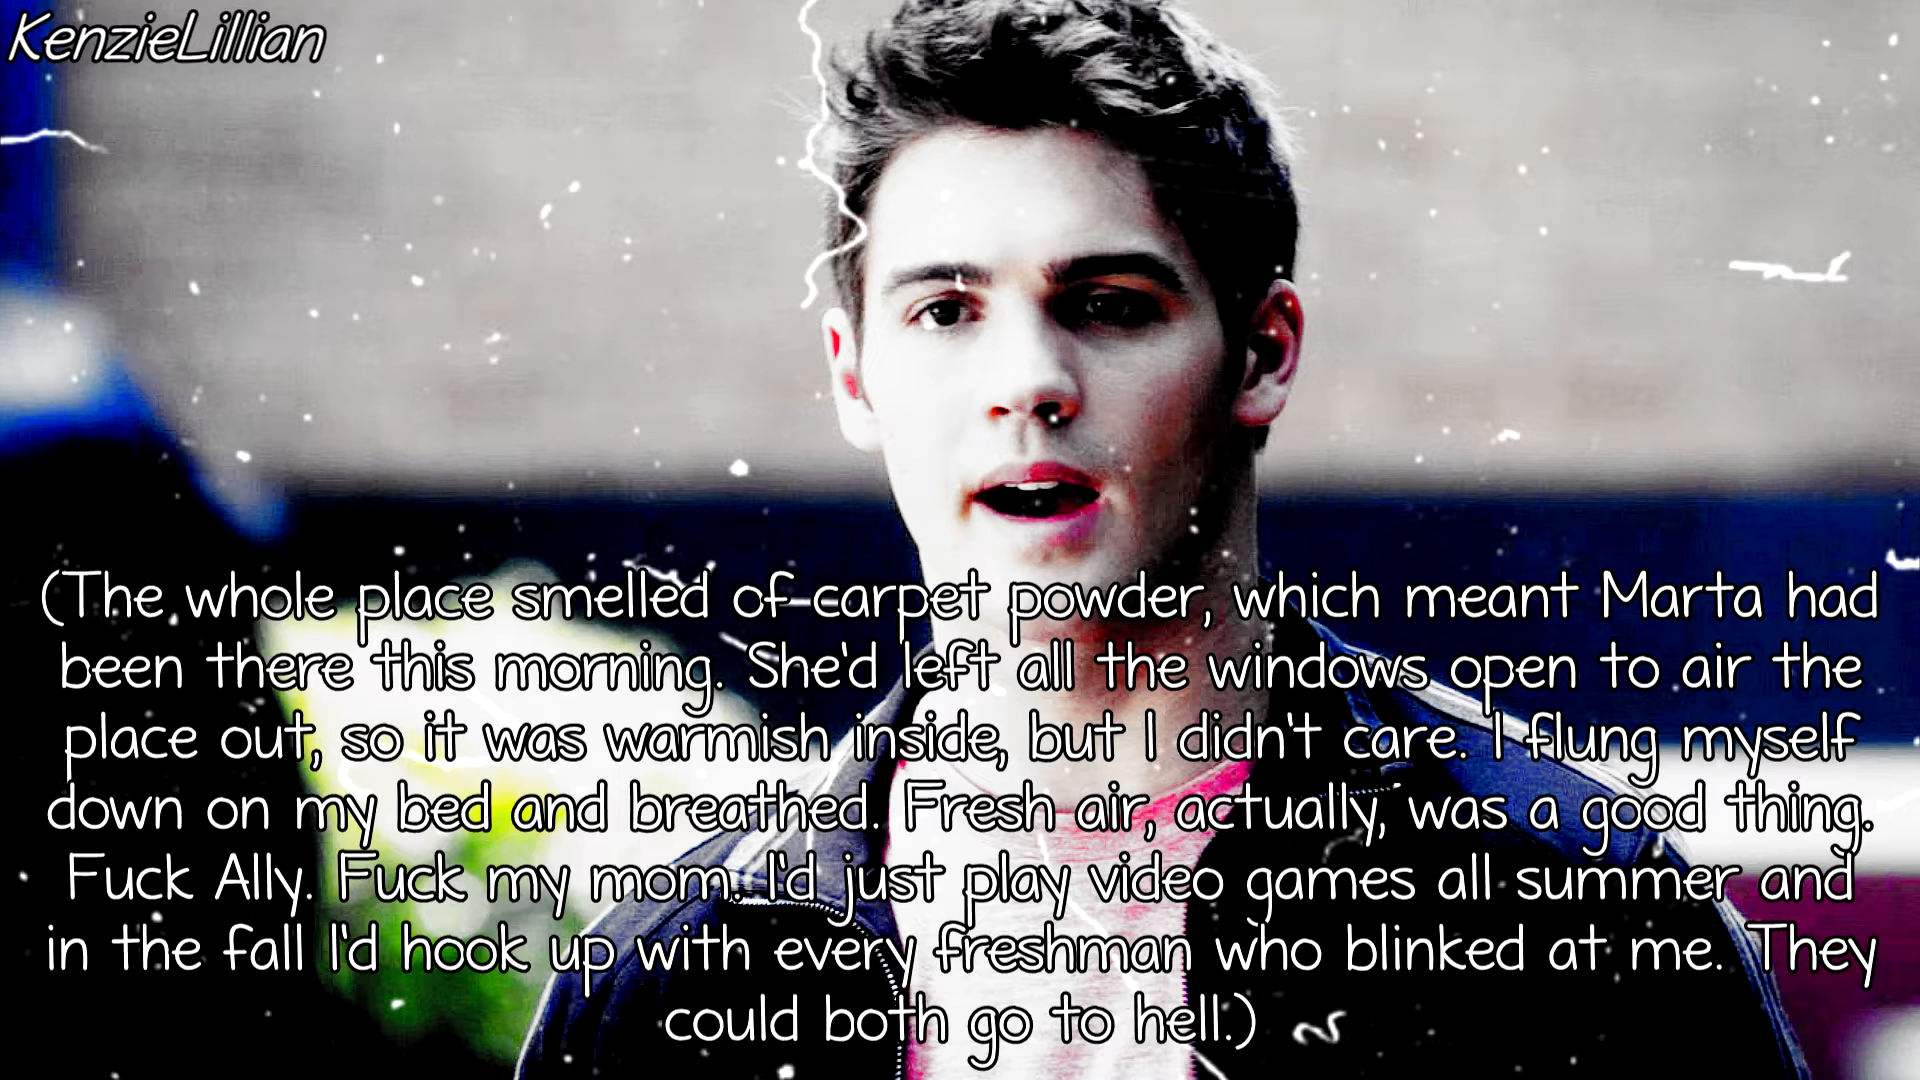 KenzieLillian
(The whole place smelled of carpet powder, which meant Marta had
been there this morning. She'd left all the windows open to air the
place out, so it was warmish inside, but I didn't care. I flung myself
down on my bed and breathed. Fresh air, actually, was a good thing.
Fuck Ally. Fuck my mom. I'd just play video games all summer and
in the fall I'd hook up with every freshman who blinked at me. They
could both go to hell.)